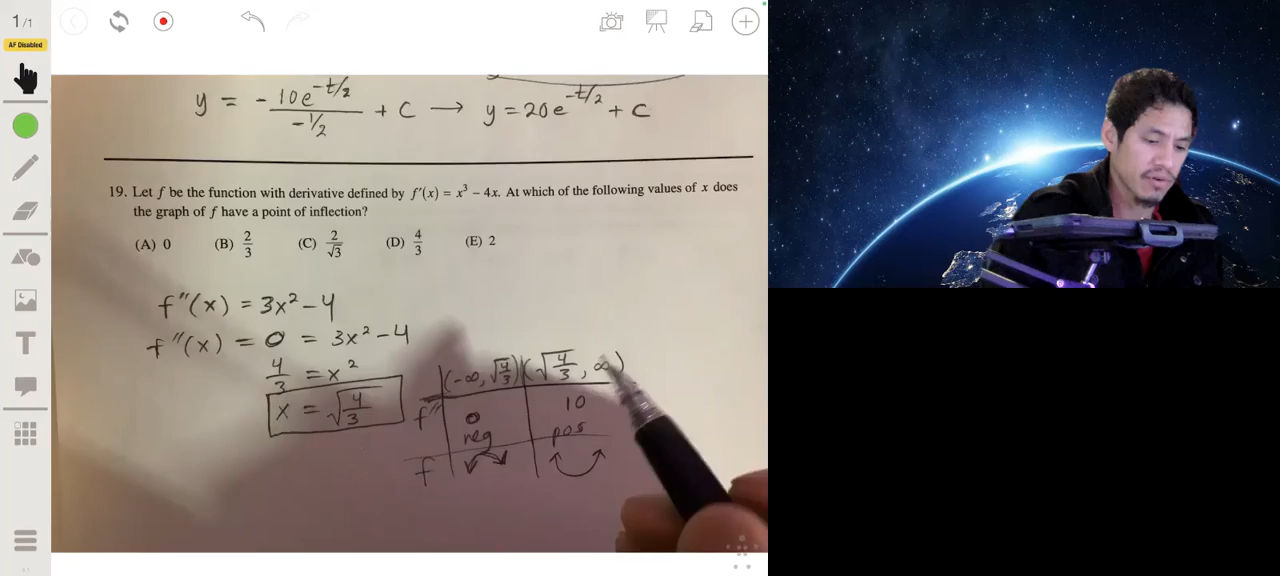 1/1
AF Disabled
y = -10e^{-t/2} / -1/2 + C → y = 20e^{-t/2} + C
19. Let f be the function with derivative defined by f′(x) = x³ − 4x. At which of the following values of x does
the graph of f have a point of inflection?
(A) 0 (B) 2/3 (C) 2/√3 (D) 4/3 (E) 2
f″(x) = 3x² − 4
f″(x) = 0 = 3x² − 4
4/3 = x²
x = √(4/3)
(-∞, √(4/3)) (√(4/3), ∞)
f″ 0 10
neg pos
f
T